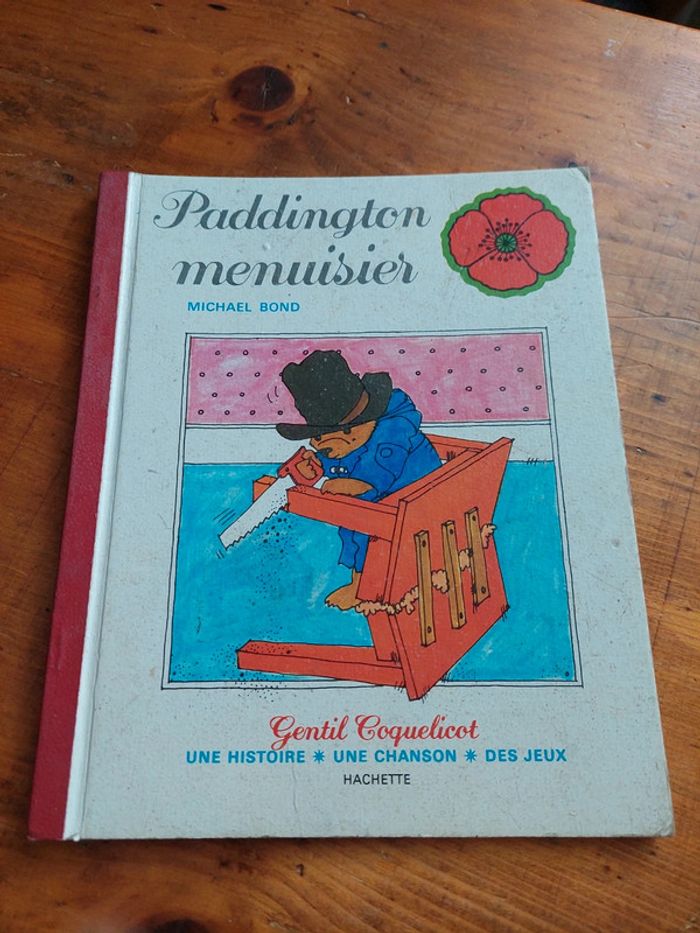 Paddington
menuisier
MICHAEL BOND
Gentil Coquelicot
UNE HISTOIRE * UNE CHANSON * DES JEUX
HACHETTE